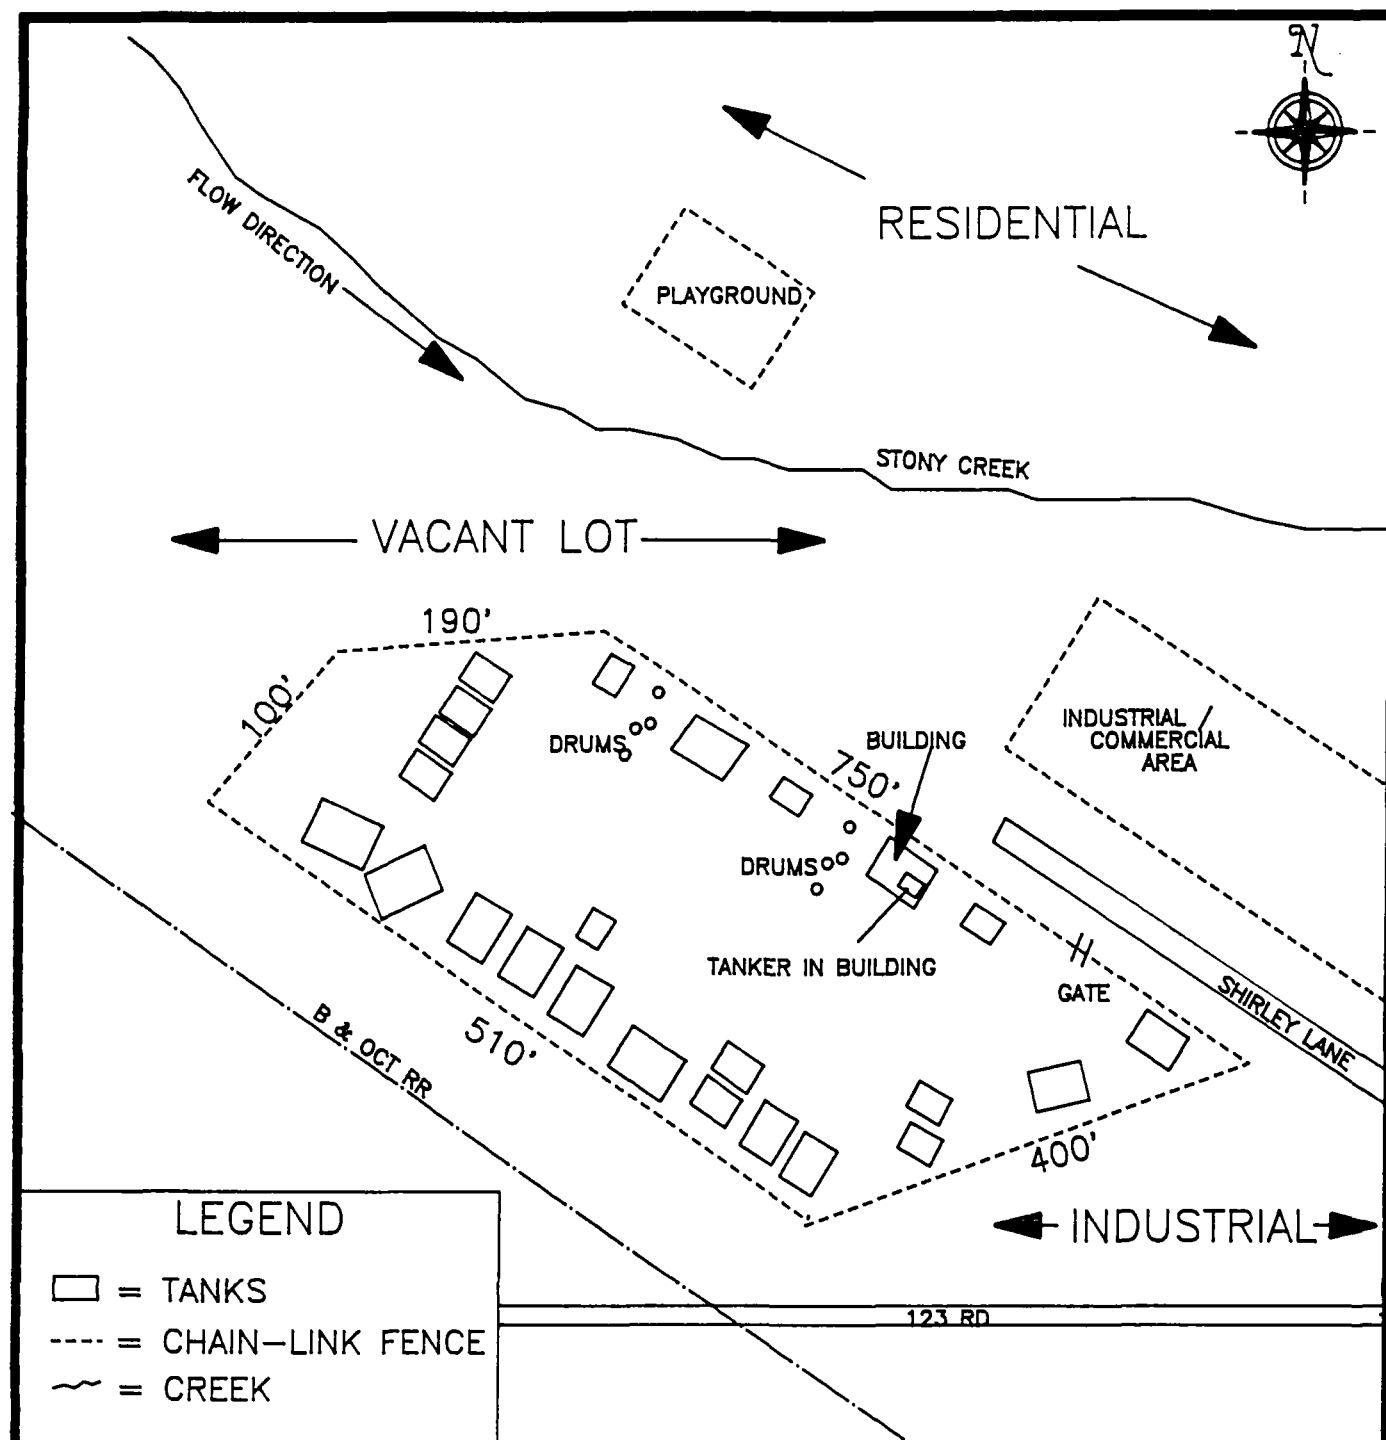 N
FLOW DIRECTION
RESIDENTIAL
PLAYGROUND
STONY CREEK
VACANT LOT
190'
100'
DRUMS
BUILDING
750'
INDUSTRIAL /
COMMERCIAL
AREA
DRUMS
TANKER IN BUILDING
GATE
SHIRLEY LANE
B & OCT RR
510'
400'
INDUSTRIAL
123 RD
LEGEND
= TANKS
= CHAIN-LINK FENCE
= CREEK